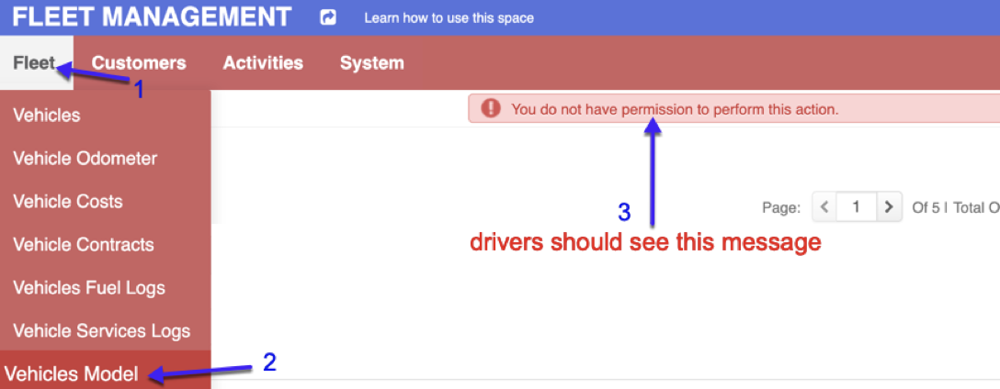 FLEET MANAGEMENT Learn how to use this space
Fleet Customers Activities System
1
Vehicles
You do not have permission to perform this action.
Vehicle Odometer
Vehicle Costs
Page: < 1 > Of 5 | Total O
3
Vehicle Contracts
drivers should see this message
Vehicles Fuel Logs
Vehicle Services Logs
Vehicles Model
2